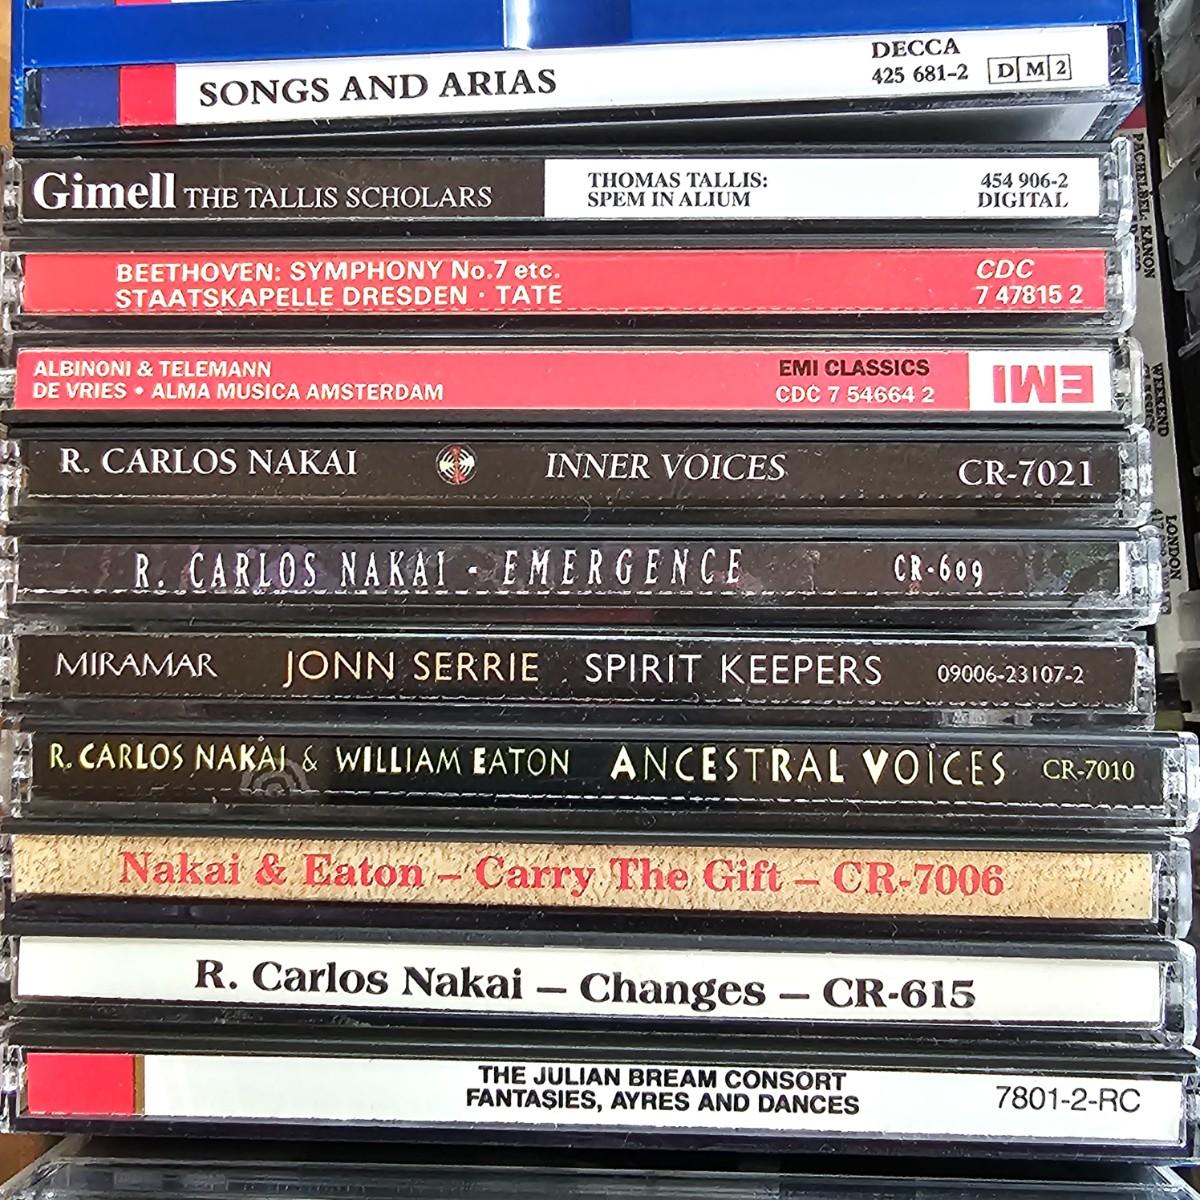 SONGS AND ARIAS
DECCA
425 681-2 D M 2
Gimell THE TALLIS SCHOLARS
THOMAS TALLIS:
SPEM IN ALIUM
454 906-2
DIGITAL
BEETHOVEN: SYMPHONY No.7 etc.
STAATSKAPELLE DRESDEN · TATE
CDC
7 47815 2
ALBINONI & TELEMANN
DE VRIES • ALMA MUSICA AMSTERDAM
EMI CLASSICS
CDC 7 54664 2
EMI
R. CARLOS NAKAI INNER VOICES CR-7021
R. CARLOS NAKAI - EMERGENCE CR-609
MIRAMAR JONN SERRIE SPIRIT KEEPERS 09006-23107-2
R. CARLOS NAKAI & WILLIAM EATON ANCESTRAL VOICES CR-7010
Nakai & Eaton – Carry The Gift – CR-7006
R. Carlos Nakai – Changes – CR-615
THE JULIAN BREAM CONSORT
FANTASIES, AYRES AND DANCES
7801-2-RC
PACHELBEL: KANON
WEEKEND
CLASSICS
LONDON